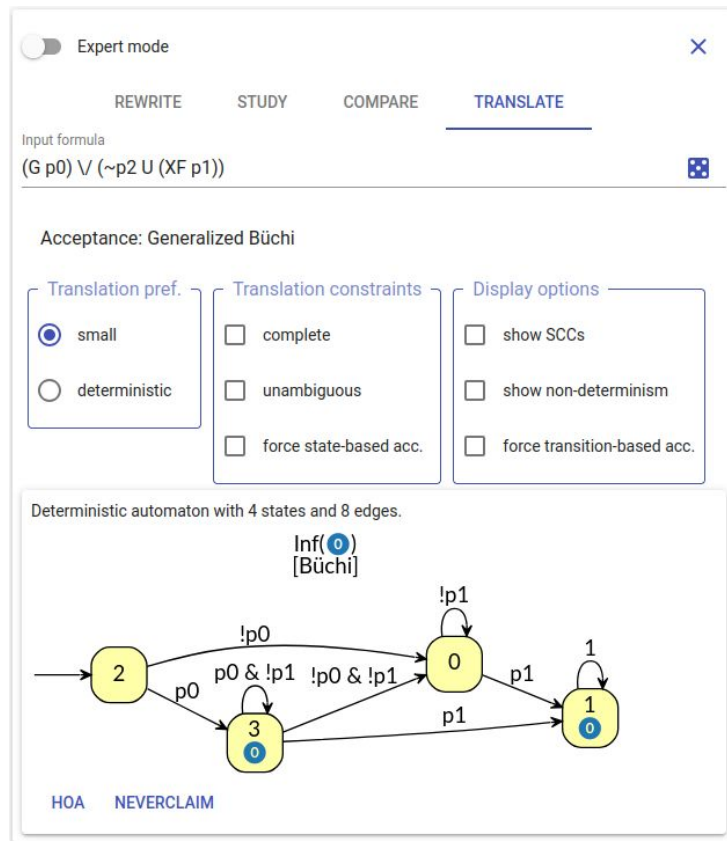 Expert mode
REWRITE STUDY COMPARE TRANSLATE
Input formula
(G p0) \/ (~p2 U (XF p1))
Acceptance: Generalized Büchi
Translation pref. Translation constraints Display options
small complete show SCCs
deterministic unambiguous show non-determinism
force state-based acc. force transition-based acc.
Deterministic automaton with 4 states and 8 edges.
Inf(0)
[Büchi]
!p1
!p0
1
2 p0 & !p1 !p0 & !p1 0 p1
p0
3 p1 1
0 0
HOA NEVERCLAIM